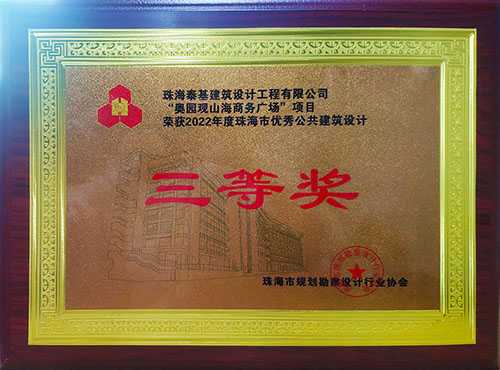 珠海泰基建筑设计工程有限公司
“奥园观山海商务广场”项目
荣获2022年度珠海市优秀公共建筑设计
三等奖
珠海市规划勘察设计行业协会